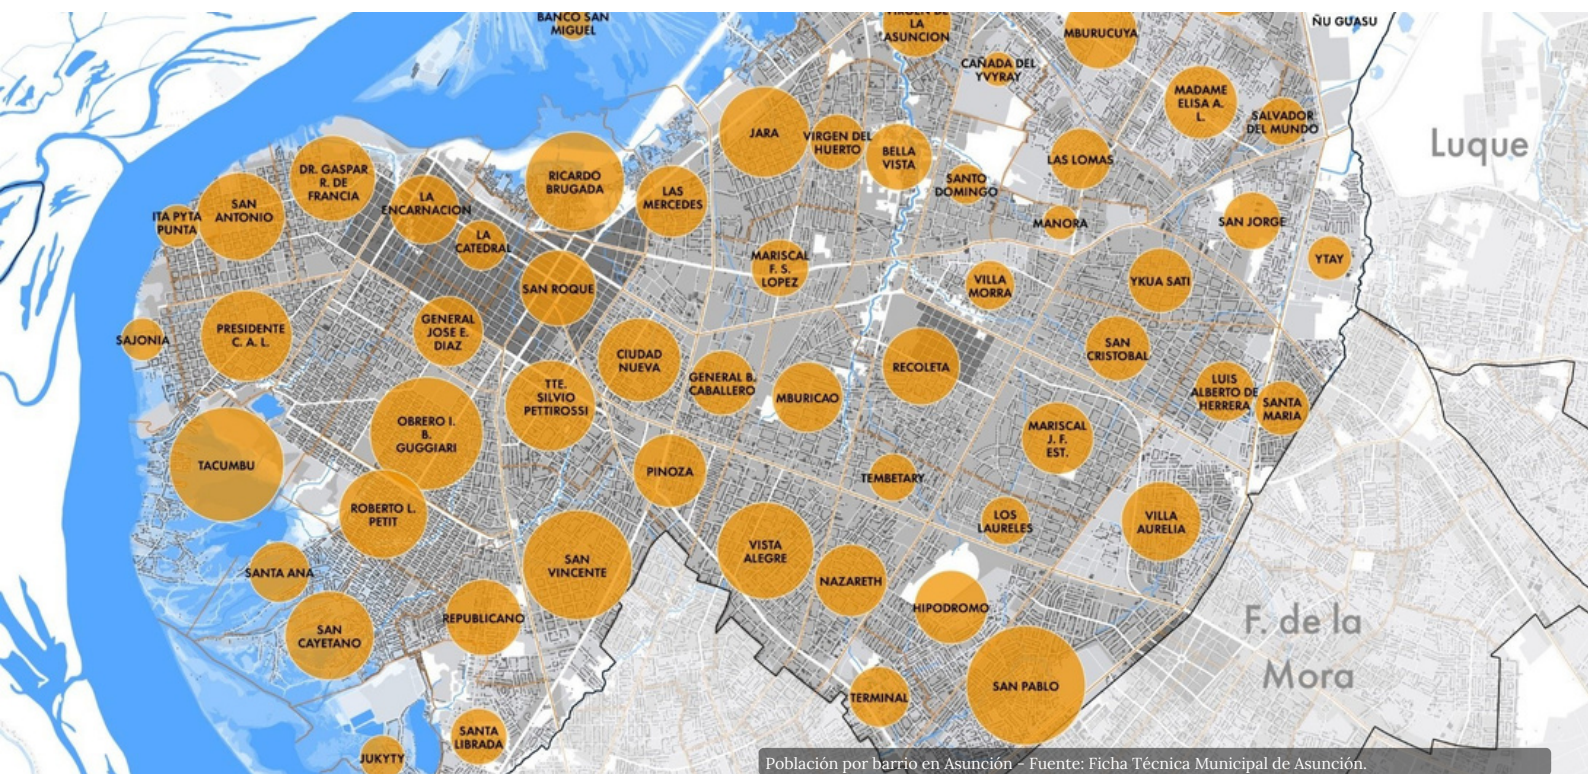 BANCO SAN
MIGUEL
VIRGEN DE
LA
ASUNCION
MBURUCUYA
ÑU GUASU
CAÑADA DEL
YVYRAY
MADAME
ELISA A.
L.
SALVADOR
DEL MUNDO
Luque
JARA
VIRGEN DEL
HUERTO
BELLA
VISTA
LAS LOMAS
SANTO
DOMINGO
DR. GASPAR
R. DE
FRANCIA
RICARDO
BRUGADA
LAS
MERCEDES
ITA PYTA
PUNTA
SAN
ANTONIO
LA
ENCARNACION
LA
CATEDRAL
MANORA
SAN JORGE
YTAY
MARISCAL
F. S.
LOPEZ
VILLA
MORRA
YKUA SATI
SAN ROQUE
SAJONIA
PRESIDENTE
C. A. L.
GENERAL
JOSE E.
DIAZ
CIUDAD
NUEVA
GENERAL B.
CABALLERO
MBURICAO
RECOLETA
SAN
CRISTOBAL
LUIS
ALBERTO DE
HERRERA
SANTA
MARIA
TTE.
SILVIO
PETTIROSSI
OBRERO I.
B.
GUGGIARI
MARISCAL
J. F.
EST.
TACUMBU
PINOZA
TEMBETARY
ROBERTO L.
PETIT
LOS
LAURELES
VILLA
AURELIA
SANTA ANA
SAN
VINCENTE
VISTA
ALEGRE
NAZARETH
HIPODROMO
SAN
CAYETANO
REPUBLICANO
F. de la
Mora
TERMINAL
SAN PABLO
SANTA
LIBRADA
JUKYTY
Población por barrio en Asunción - Fuente: Ficha Técnica Municipal de Asunción.